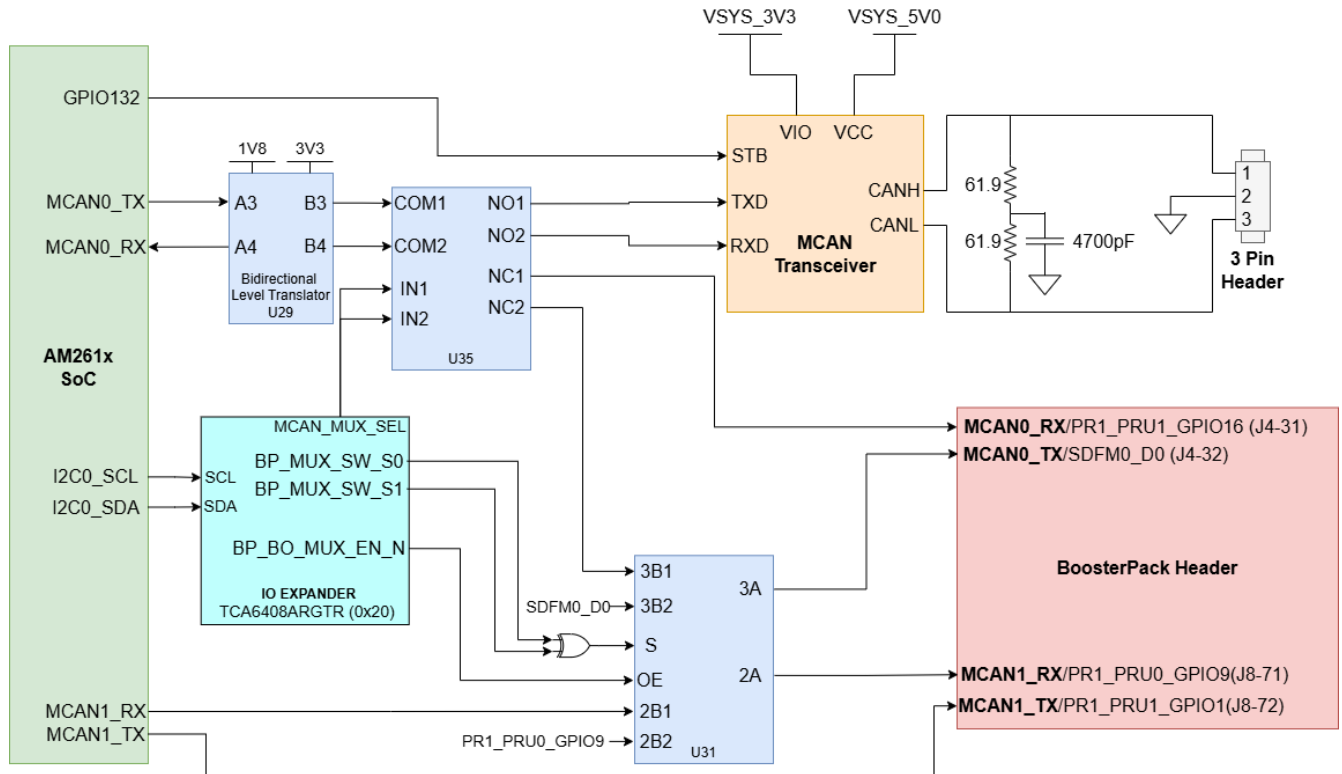 VSYS_3V3
VSYS_5V0
GPIO132
VIO
VCC
STB
1V8
3V3
MCAN0_TX
A3
B3
COM1
NO1
TXD
CANH
61.9
1
2
3
MCAN0_RX
A4
B4
COM2
NO2
RXD
CANL
61.9
4700pF
MCAN
Transceiver
3 Pin
Header
Bidirectional
Level Translator
U29
IN1
IN2
NC1
NC2
U35
AM261x
SoC
MCAN_MUX_SEL
BP_MUX_SW_S0
BP_MUX_SW_S1
I2C0_SCL
SCL
I2C0_SDA
SDA
BP_BO_MUX_EN_N
IO EXPANDER
TCA6408ARGTR (0x20)
MCAN0_RX/PR1_PRU1_GPIO16 (J4-31)
MCAN0_TX/SDFM0_D0 (J4-32)
BoosterPack Header
3B1
3A
SDFM0_D0
3B2
S
OE
2A
MCAN1_RX/PR1_PRU0_GPIO9(J8-71)
MCAN1_TX/PR1_PRU1_GPIO1(J8-72)
MCAN1_RX
2B1
MCAN1_TX
PR1_PRU0_GPIO9
2B2
U31